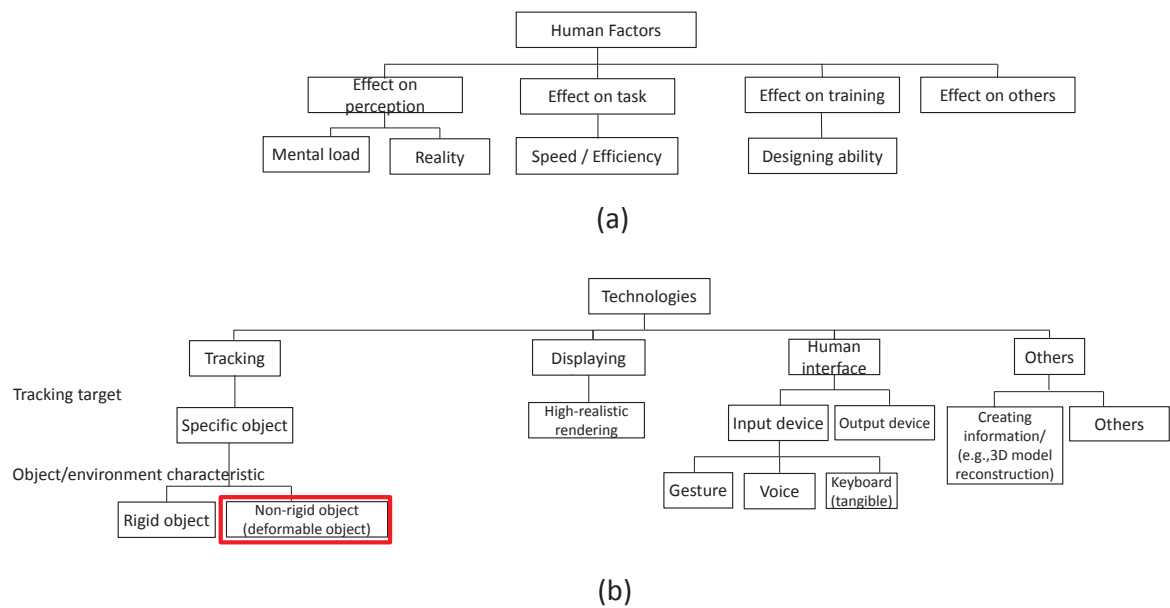 Human Factors
Effect on
perception
Effect on task
Effect on training
Effect on others
Mental load
Reality
Speed / Efficiency
Designing ability
(a)
Technologies
Tracking
Displaying
Human
interface
Others
Tracking target
Specific object
High-realistic
rendering
Input device
Output device
Creating
information/
(e.g.,3D model
reconstruction)
Others
Object/environment characteristic
Gesture
Voice
Keyboard
(tangible)
Rigid object
Non-rigid object
(deformable object)
(b)